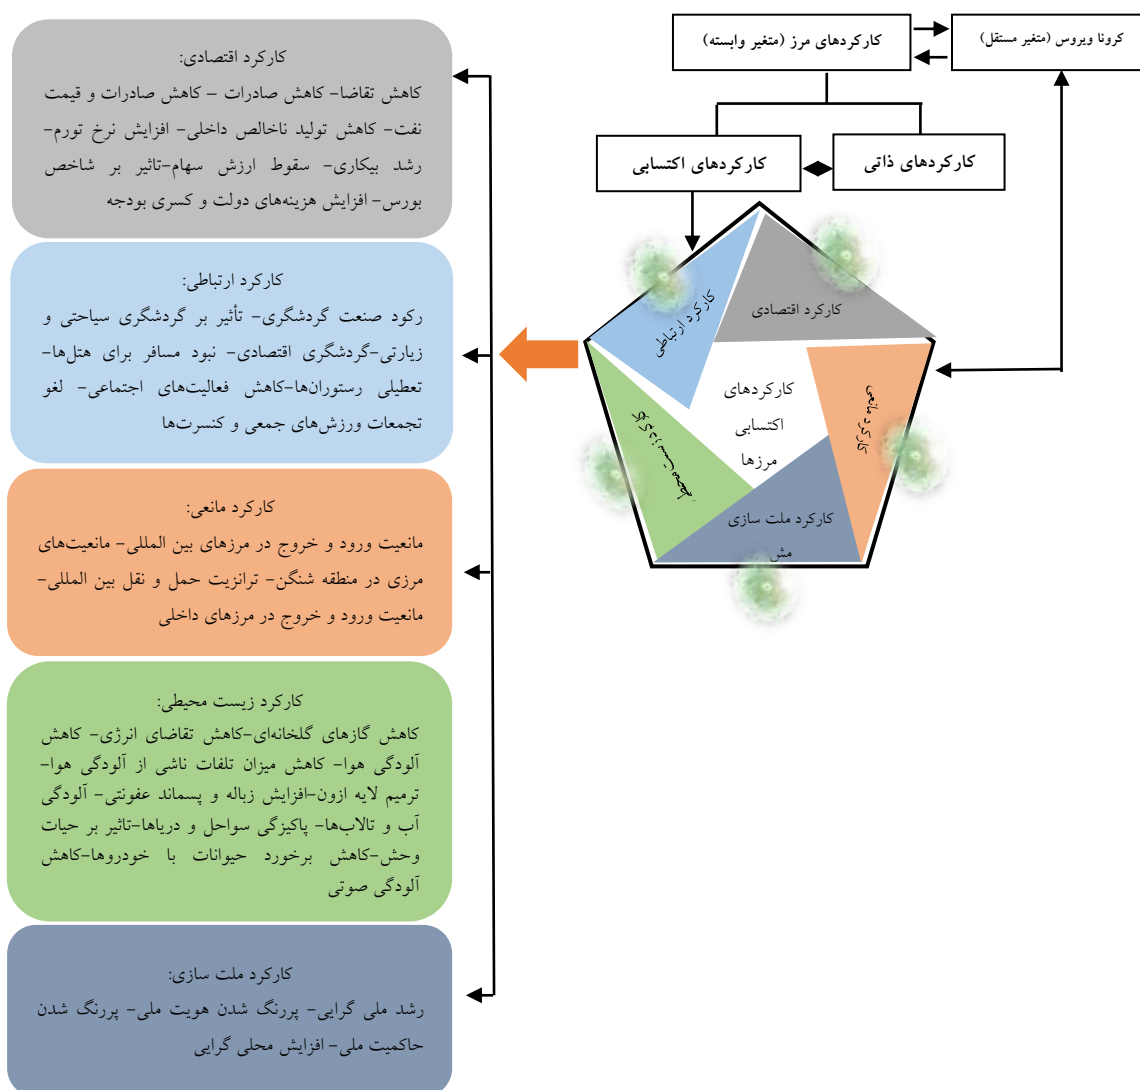 کرونا ویروس (متغیر مستقل)
کارکردهای مرز (متغیر وابسته)
کارکردهای ذاتی
کارکردهای اکتسابی
کارکرد اقتصادی
کارکرد ارتباطی
کارکرد مانعی
کارکردهای
اکتسابی
مرزها
کارکرد زیست محیطی
کارکرد ملت سازی
مش
کارکرد اقتصادی:
کاهش تقاضا- کاهش صادرات – کاهش صادرات و قیمت
نفت- کاهش تولید ناخالص داخلی- افزایش نرخ تورم-
رشد بیکاری- سقوط ارزش سهام-تاثیر بر شاخص
بورس- افزایش هزینه‌های دولت و کسری بودجه
کارکرد ارتباطی:
رکود صنعت گردشگری- تأثیر بر گردشگری سیاحتی و
زیارتی-گردشگری اقتصادی- نبود مسافر برای هتل‌ها-
تعطیلی رستوران‌ها-کاهش فعالیت‌های اجتماعی- لغو
تجمعات ورزش‌های جمعی و کنسرت‌ها
کارکرد مانعی:
مانعیت ورود و خروج در مرزهای بین المللی- مانعیت‌های
مرزی در منطقه شنگن- ترانزیت حمل و نقل بین المللی-
مانعیت ورود و خروج در مرزهای داخلی
کارکرد زیست محیطی:
کاهش گازهای گلخانه‌ای-کاهش تقاضای انرژی- کاهش
آلودگی هوا- کاهش میزان تلفات ناشی از آلودگی هوا-
ترمیم لایه ازون-افزایش زباله و پسماند عفونتی- آلودگی
آب و تالاب‌ها- پاکیزگی سواحل و دریاها-تاثیر بر حیات
وحش-کاهش برخورد حیوانات با خودروها-کاهش
آلودگی صوتی
کارکرد ملت سازی:
رشد ملی گرایی- پررنگ شدن هویت ملی- پررنگ شدن
حاکمیت ملی- افزایش محلی گرایی